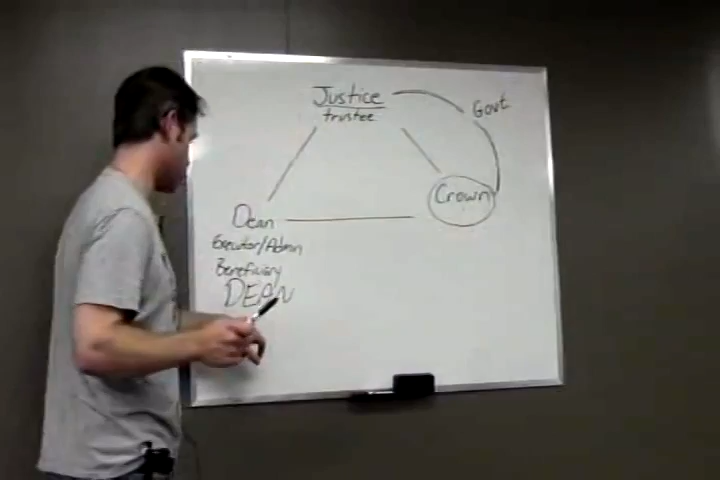 Justice
trustee
Govt
Crown
Dean
Executor/Admin
Beneficiary
DEAN